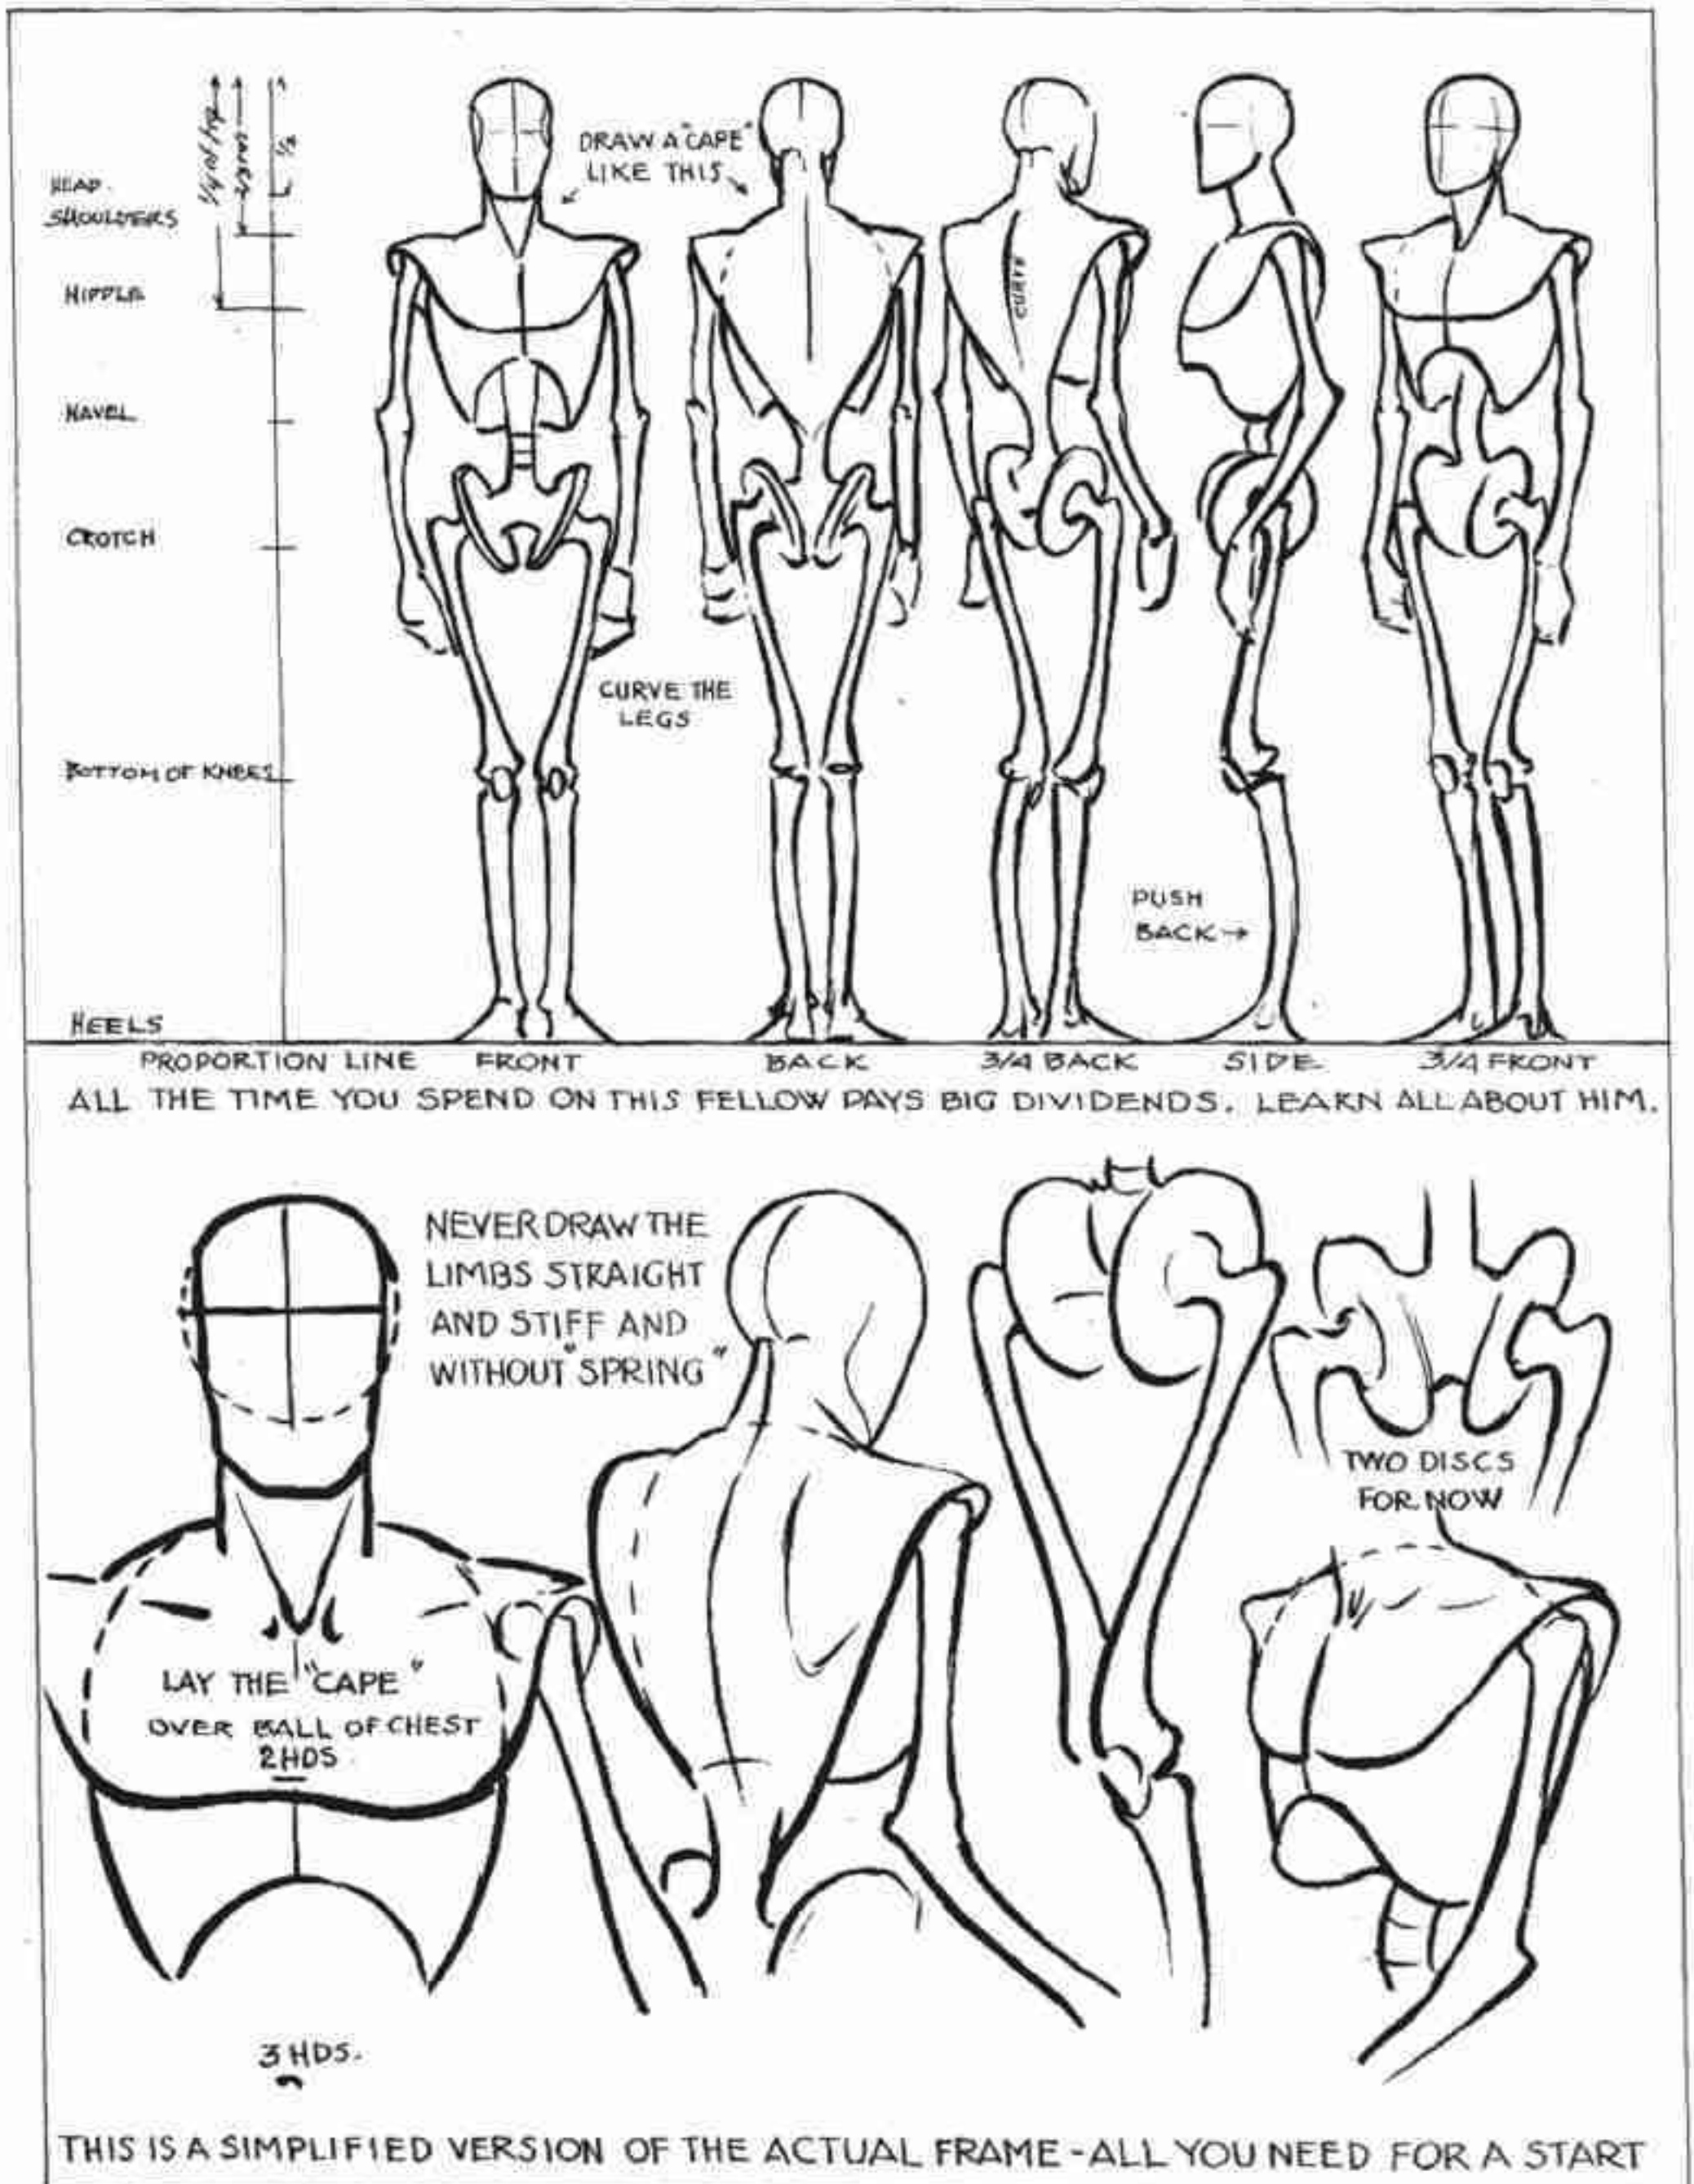 DRAW A "CAPE"
LIKE THIS
HEAD
SHOULDERS
1/2
NIPPLE
CURVE
NAVEL
CROTCH
CURVE THE
LEGS
BOTTOM OF KNEES
PUSH
BACK
HEELS
PROPORTION LINE FRONT BACK 3/4 BACK SIDE 3/4 FRONT
ALL THE TIME YOU SPEND ON THIS FELLOW PAYS BIG DIVIDENDS. LEARN ALL ABOUT HIM.
NEVER DRAW THE
LIMBS STRAIGHT
AND STIFF AND
WITHOUT "SPRING"
TWO DISCS
FOR NOW
LAY THE "CAPE"
OVER BALL OF CHEST
2 HDS
3 HDS.
THIS IS A SIMPLIFIED VERSION OF THE ACTUAL FRAME - ALL YOU NEED FOR A START